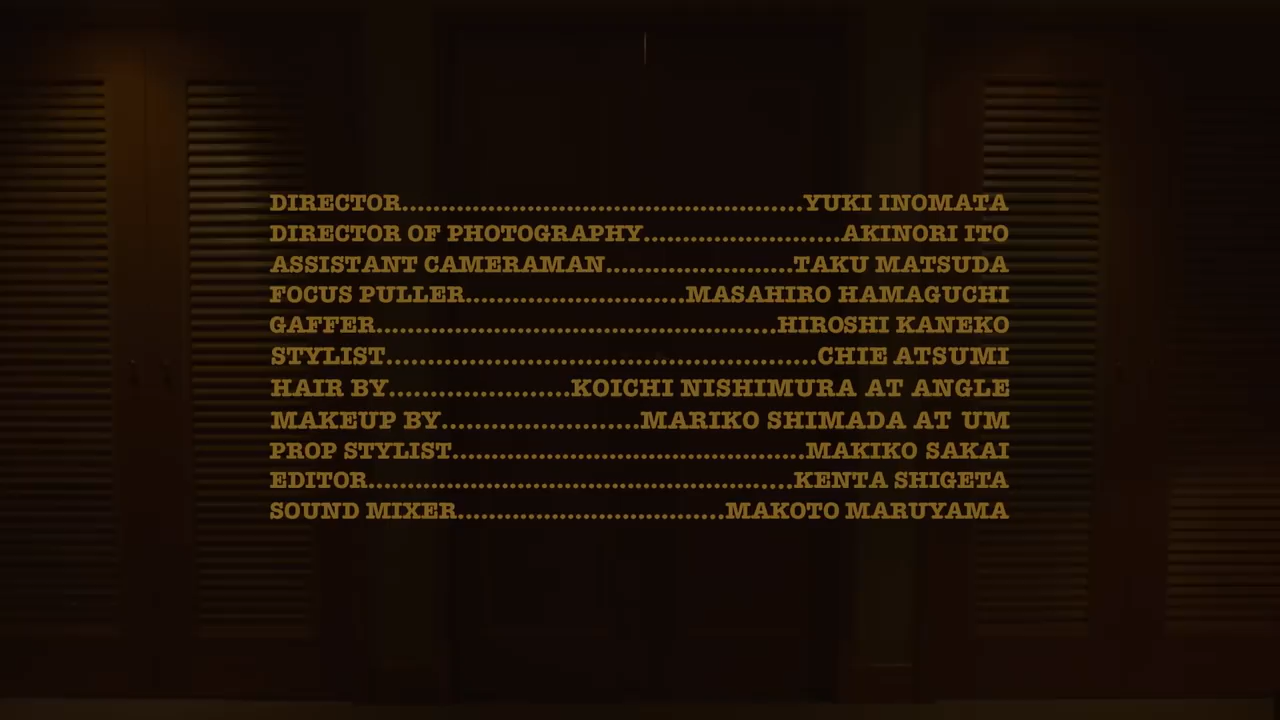 DIRECTOR....................................................YUKI INOMATA
DIRECTOR OF PHOTOGRAPHY..........................AKINORI ITO
ASSISTANT CAMERAMAN........................TAKU MATSUDA
FOCUS PULLER............................MASAHIRO HAMAGUCHI
GAFFER....................................................HIROSHI KANEKO
STYLIST........................................................CHIE ATSUMI
HAIR BY.......................KOICHI NISHIMURA AT ANGLE
MAKEUP BY.........................MARIKO SHIMADA AT UM
PROP STYLIST..............................................MAKIKO SAKAI
EDITOR.......................................................KENTA SHIGETA
SOUND MIXER...................................MAKOTO MARUYAMA